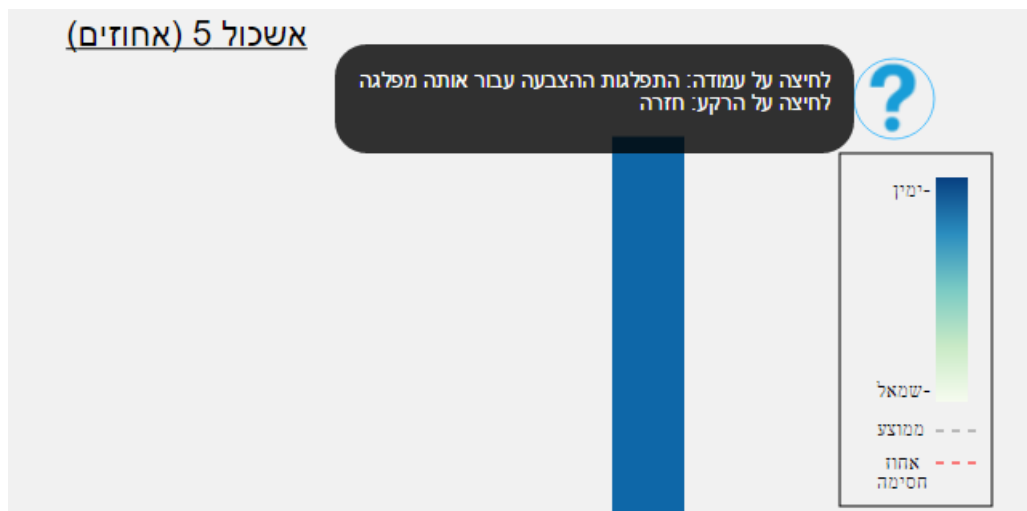 אשכול 5 (אחוזים)
לחיצה על עמודה: התפלגות ההצבעה עבור אותה מפלגה
לחיצה על הרקע: חזרה
?
-ימין
-שמאל
ממוצע
אחוז
חסימה